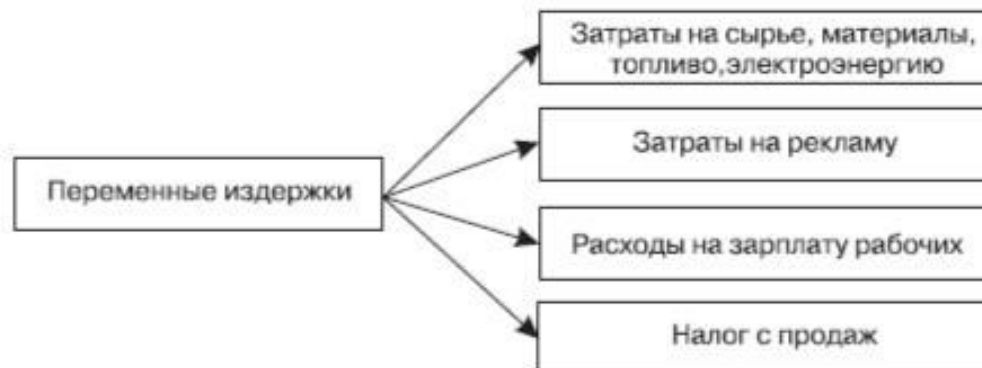 Переменные издержки
Затраты на сырье, материалы,
топливо,электроэнергию
Затраты на рекламу
Расходы на зарплату рабочих
Налог с продаж